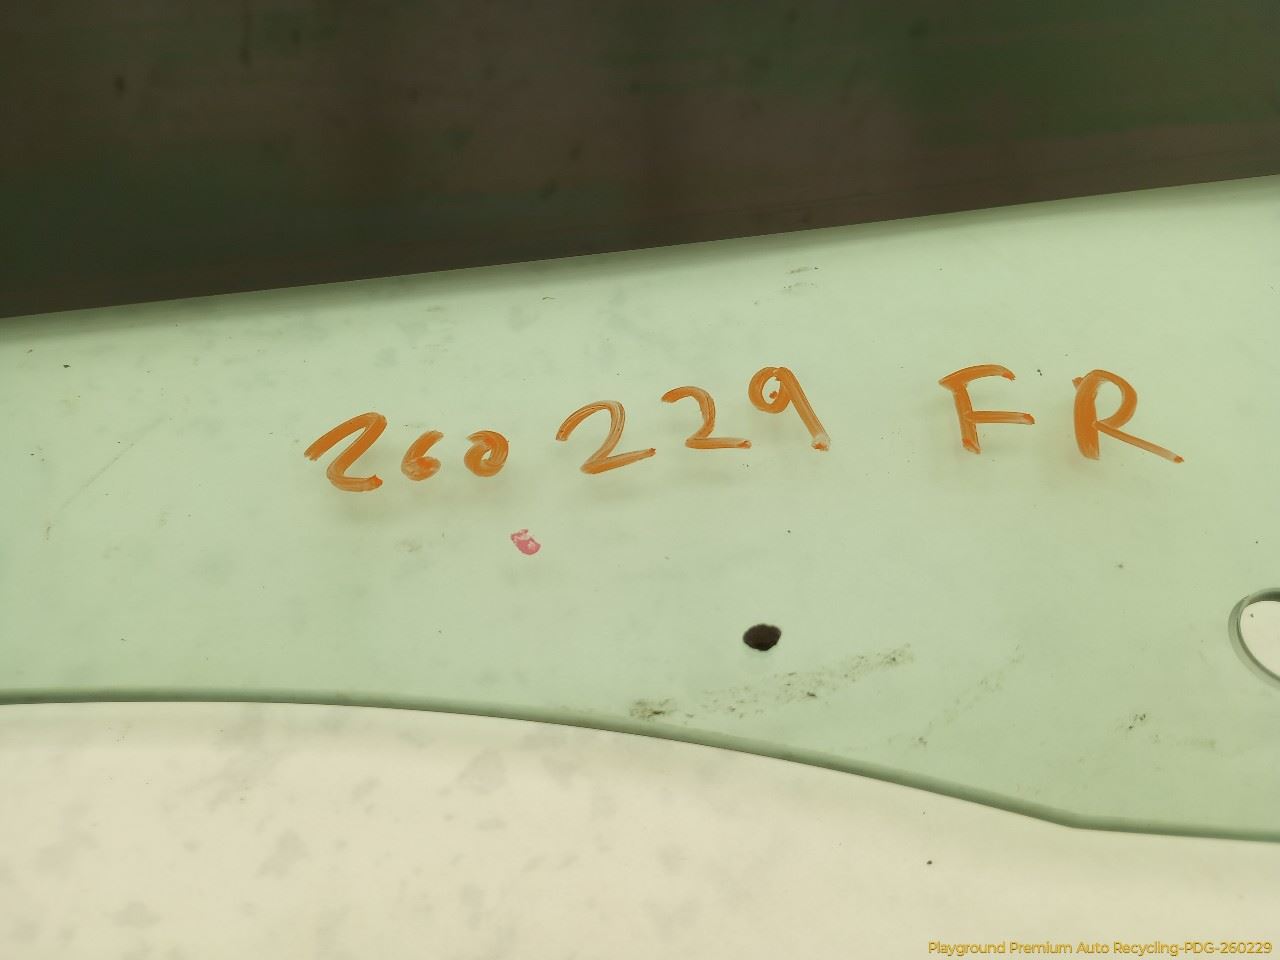 260229 FR
Playground Premium Auto Recycling-PDG-260229